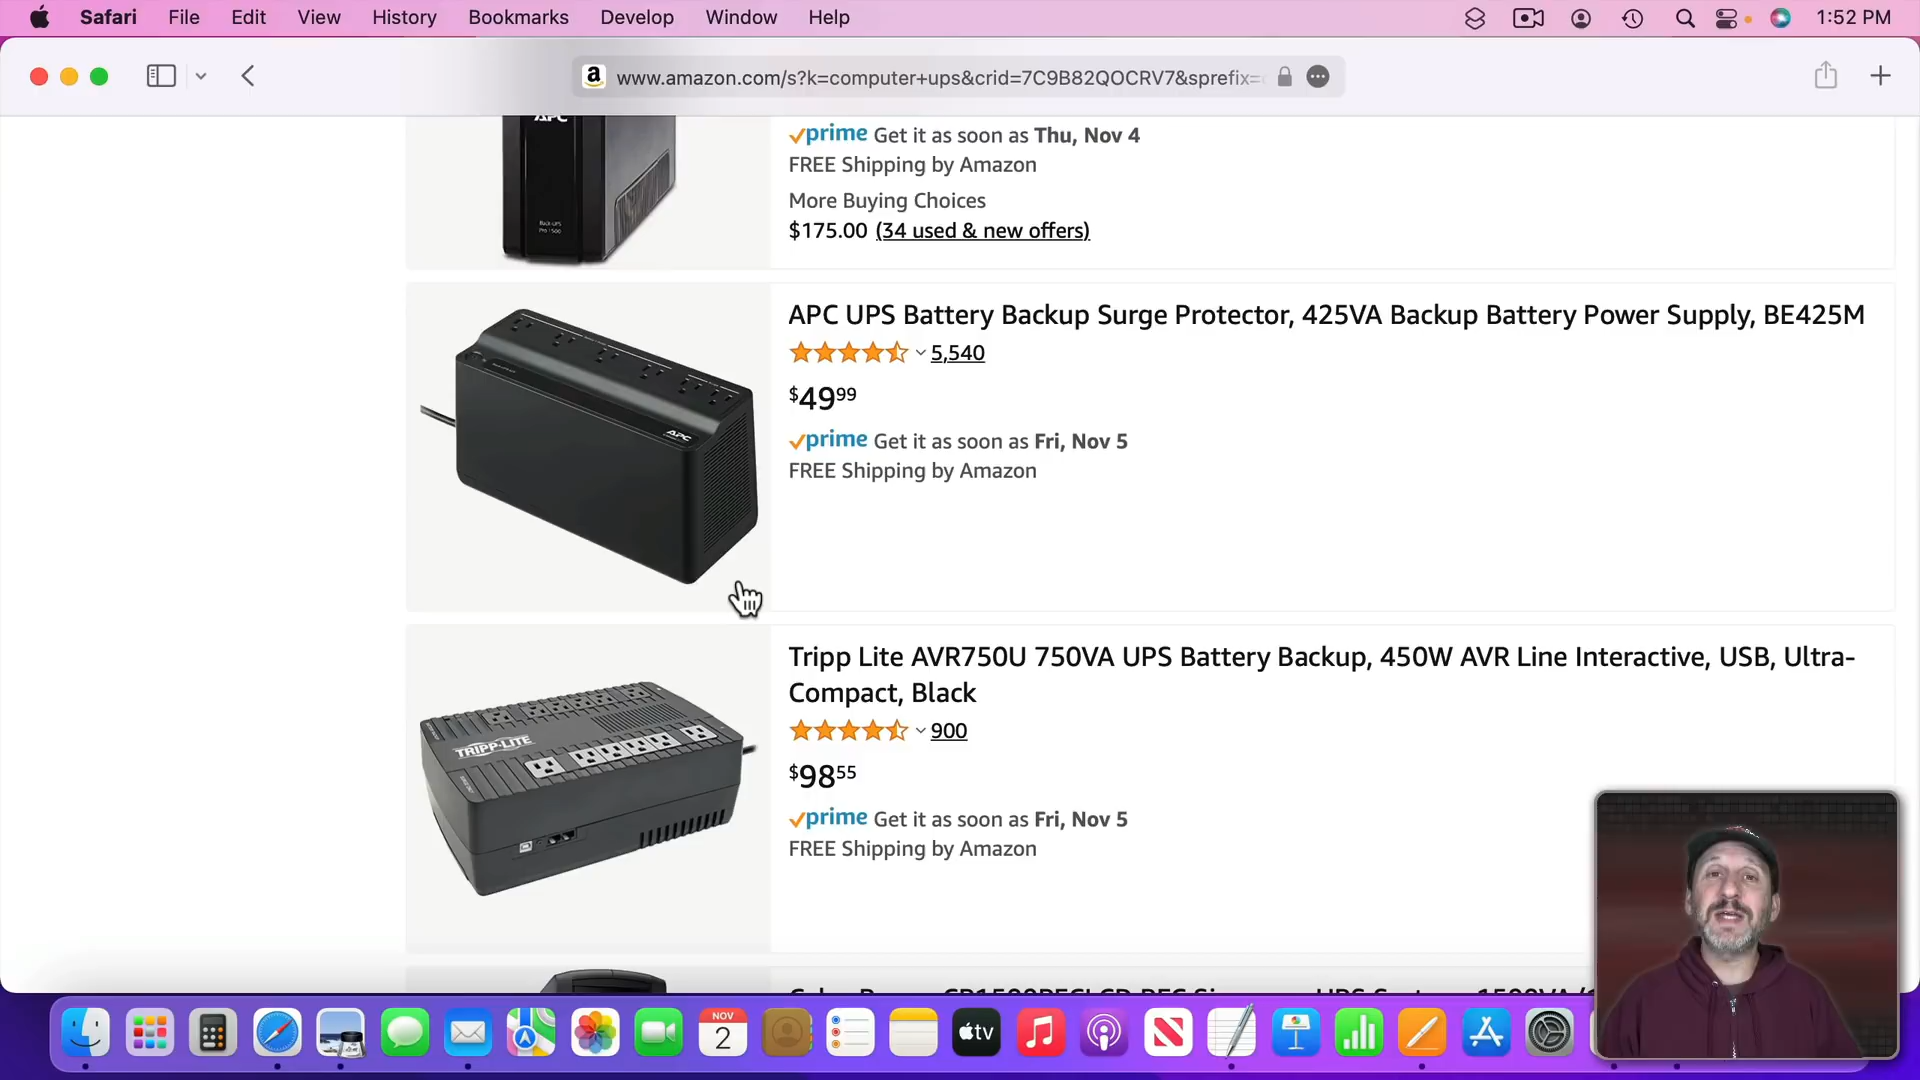 Safari File Edit View History Bookmarks Develop Window Help 1:52 PM
www.amazon.com/s?k=computer+ups&crid=7C9B82QOCRV7&sprefix=
APC
Back-UPS
Pro 1500
prime Get it as soon as Thu, Nov 4
FREE Shipping by Amazon
More Buying Choices
$175.00 (34 used & new offers)
APC UPS Battery Backup Surge Protector, 425VA Backup Battery Power Supply, BE425M
5,540
$49.99
prime Get it as soon as Fri, Nov 5
FREE Shipping by Amazon
APC
Tripp Lite AVR750U 750VA UPS Battery Backup, 450W AVR Line Interactive, USB, Ultra-
Compact, Black
900
$98.55
prime Get it as soon as Fri, Nov 5
FREE Shipping by Amazon
TRIPP-LITE
NOV
2
tv